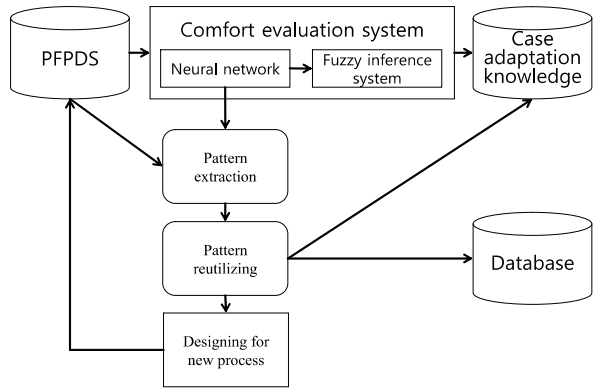 PFPDS
Comfort evaluation system
Neural network
Fuzzy inference
system
Case
adaptation
knowledge
Pattern
extraction
Pattern
reutilizing
Database
Designing for
new process